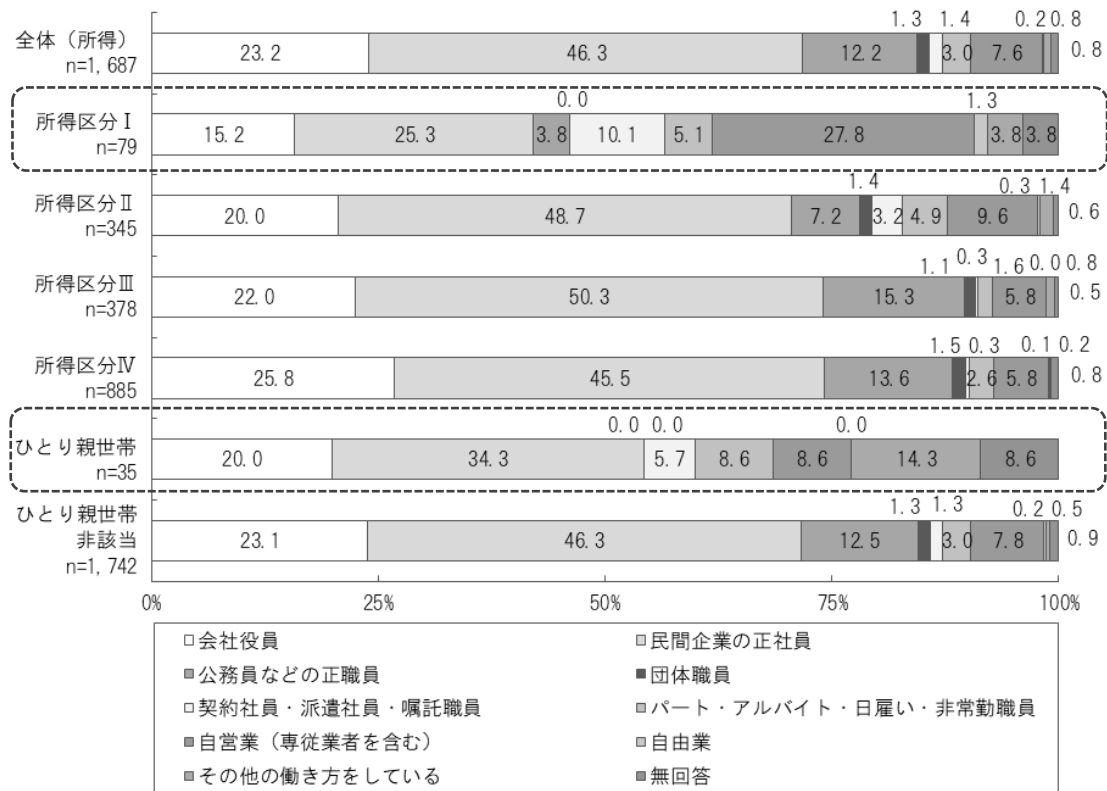 1.3 1.4 0.2 0.8
全体（所得）
n=1,687
23.2 46.3 12.2 3.0 7.6 0.8
0.0 1.3
所得区分Ⅰ
n=79
15.2 25.3 3.8 10.1 5.1 27.8 3.8 3.8
1.4 0.3 1.4
所得区分Ⅱ
n=345
20.0 48.7 7.2 3.2 4.9 9.6 0.6
1.1 0.3 1.6 0.0 0.8
所得区分Ⅲ
n=378
22.0 50.3 15.3 5.8 0.5
1.5 0.3 0.1 0.2
所得区分Ⅳ
n=885
25.8 45.5 13.6 2.6 5.8 0.8
0.0 0.0 0.0
ひとり親世帯
n=35
20.0 34.3 5.7 8.6 8.6 14.3 8.6
1.3 1.3 0.2 0.5
ひとり親世帯
非該当
n=1,742
23.1 46.3 12.5 3.0 7.8 0.9
0% 25% 50% 75% 100%
会社役員 民間企業の正社員
公務員などの正職員 団体職員
契約社員・派遣社員・嘱託職員 パート・アルバイト・日雇い・非常勤職員
自営業（専従業者を含む） 自由業
その他の働き方をしている 無回答